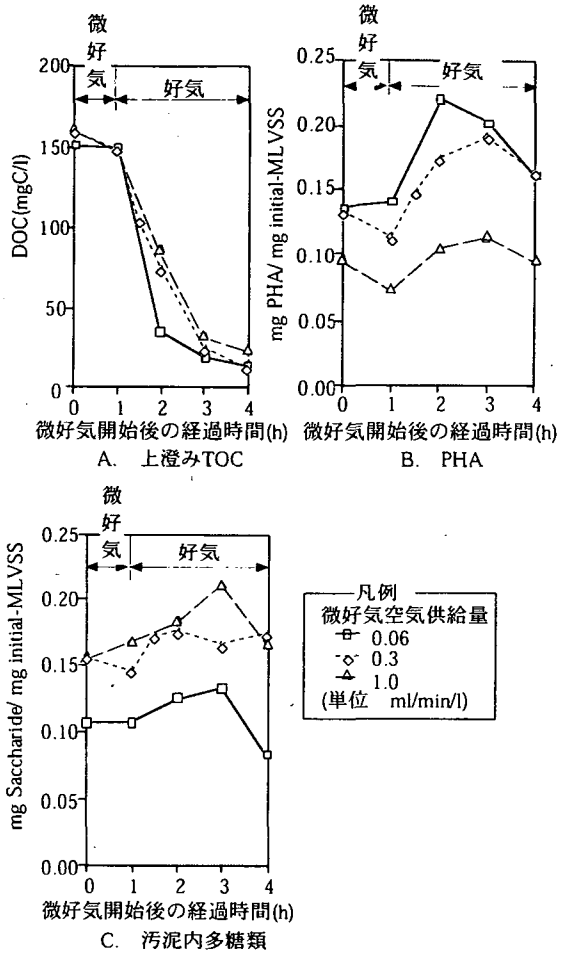 微好気
好気
200
150
100
50
0
DOC(mgC/l)
0 1 2 3 4
微好気開始後の経過時間(h)
A. 上澄みTOC
微好気
好気
0.25
0.20
0.15
0.10
0.05
0.00
mg PHA/ mg initial-MLVSS
0 1 2 3 4
微好気開始後の経過時間(h)
B. PHA
微好気
好気
0.25
0.20
0.15
0.10
0.05
0.00
mg Saccharide/ mg initial-MLVSS
0 1 2 3 4
微好気開始後の経過時間(h)
C. 汚泥内多糖類
凡例
微好気空気供給量
0.06
0.3
1.0
(単位 ml/min/l)